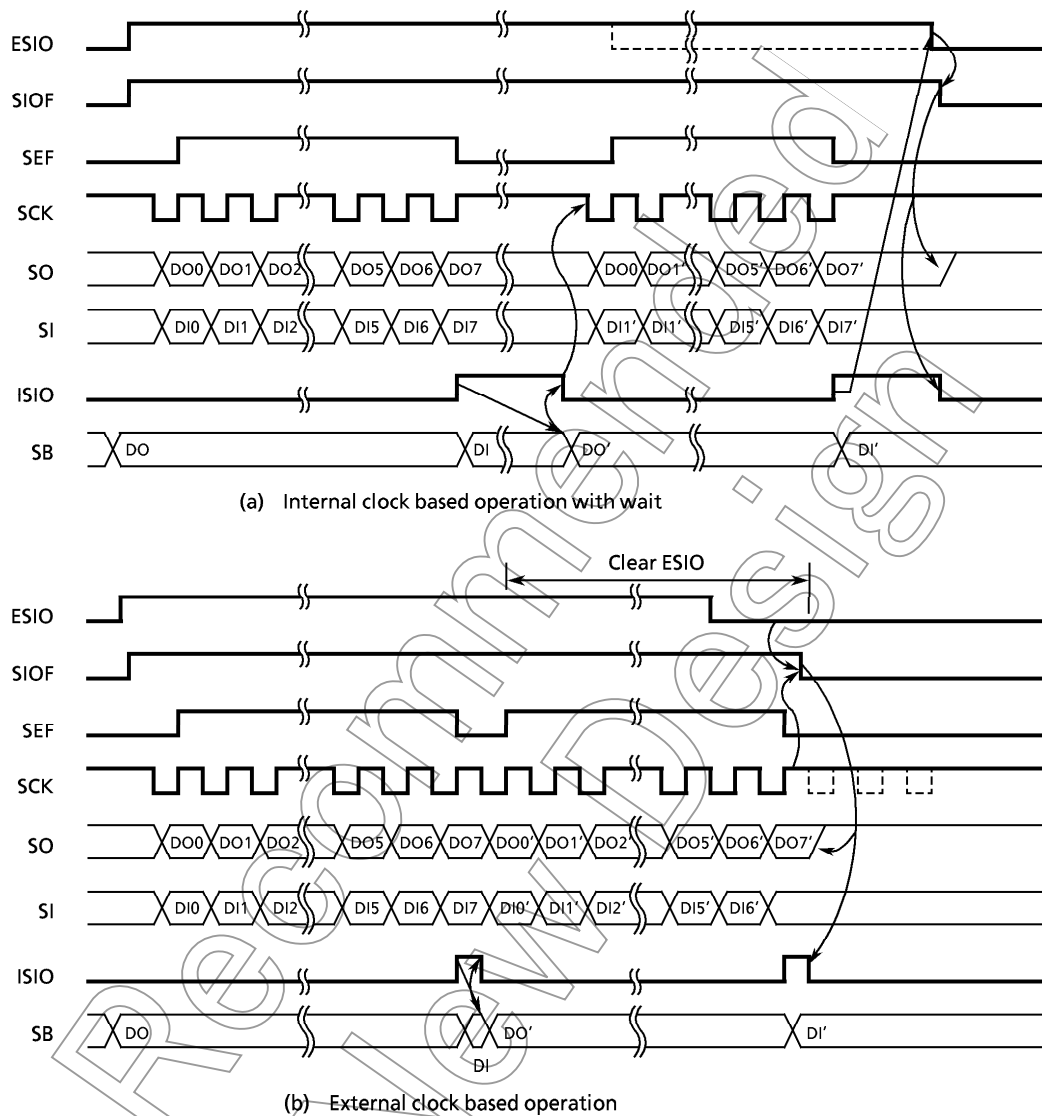 ESIO
SIOF
SEF
SCK
SO DO0 DO1 DO2 DO5 DO6 DO7 DO0 DO1’ DO5’ DO6’ DO7’
SI DI0 DI1 DI2 DI5 DI6 DI7 DI1’ DI1’ DI5’ DI6’ DI7’
ISIO
SB DO DI DO’ DI’
(a) Internal clock based operation with wait
Clear ESIO
ESIO
SIOF
SEF
SCK
SO DO0 DO1 DO2 DO5 DO6 DO7 DO0’ DO1’ DO2’ DO5’ DO6’ DO7’
SI DI0 DI1 DI2 DI5 DI6 DI7 DI0’ DI1’ DI2’ DI5’ DI6’
ISIO
SB DO DO’ DI’
DI
(b) External clock based operation
Recommended
New Design